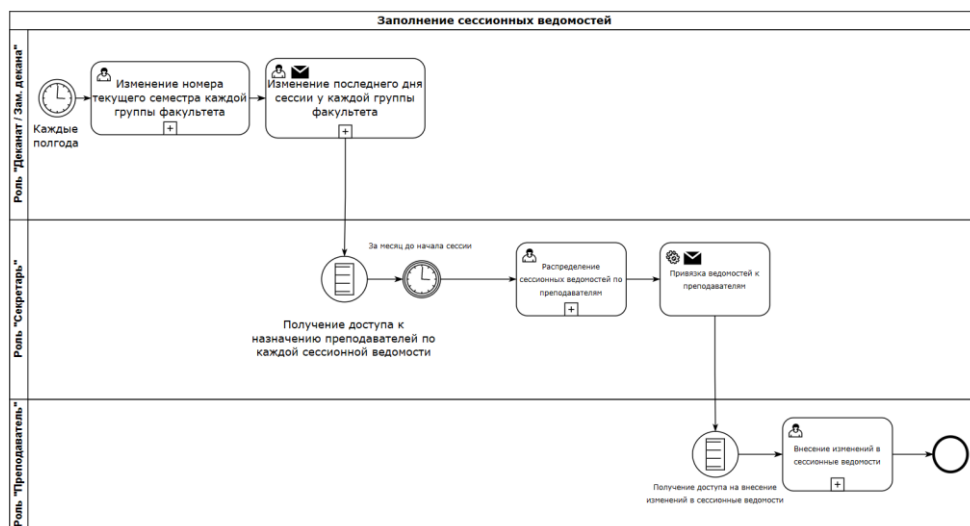 Заполнение сессионных ведомостей
Роль "Деканат / Зам. декана"
Каждые
полгода
Изменение номера
текущего семестра каждой
группы факультета
Изменение последнего дня
сессии у каждой группы
факультета
Роль "Секретарь"
Получение доступа к
назначению преподавателей по
каждой сессионной ведомости
За месяц до начала сессии
Распределение
сессионных ведомостей по
преподавателям
Привязка ведомостей к
преподавателям
Роль "Преподаватель"
Получение доступа на внесение
изменений в сессионные ведомости
Внесение изменений в
сессионные ведомости